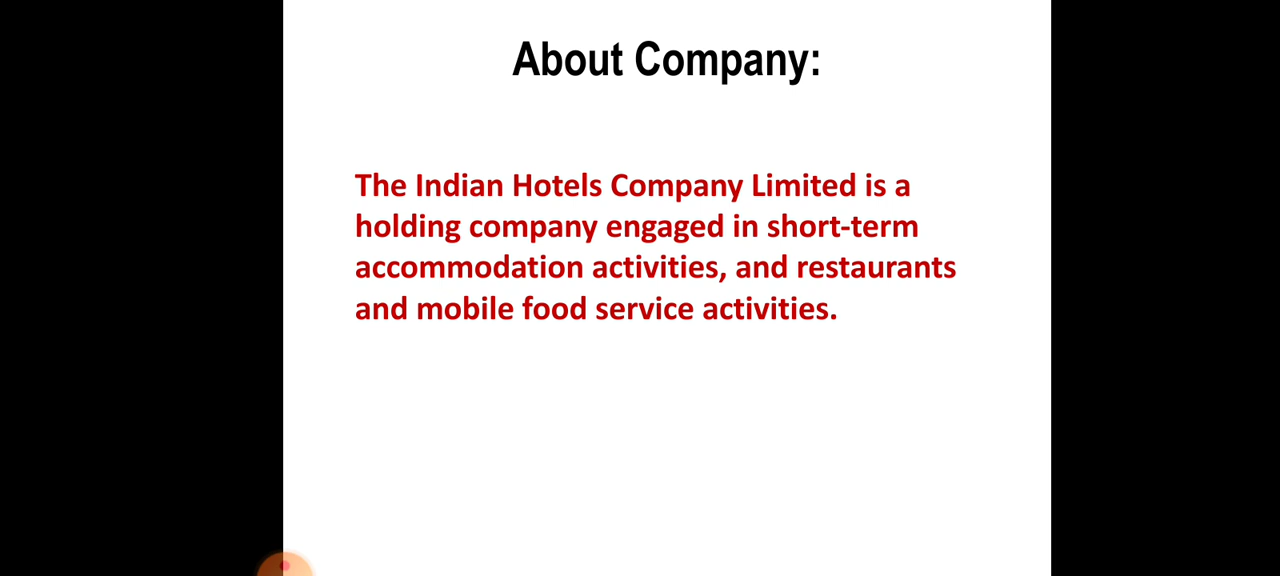 About Company:
The Indian Hotels Company Limited is a
holding company engaged in short-term
accommodation activities, and restaurants
and mobile food service activities.